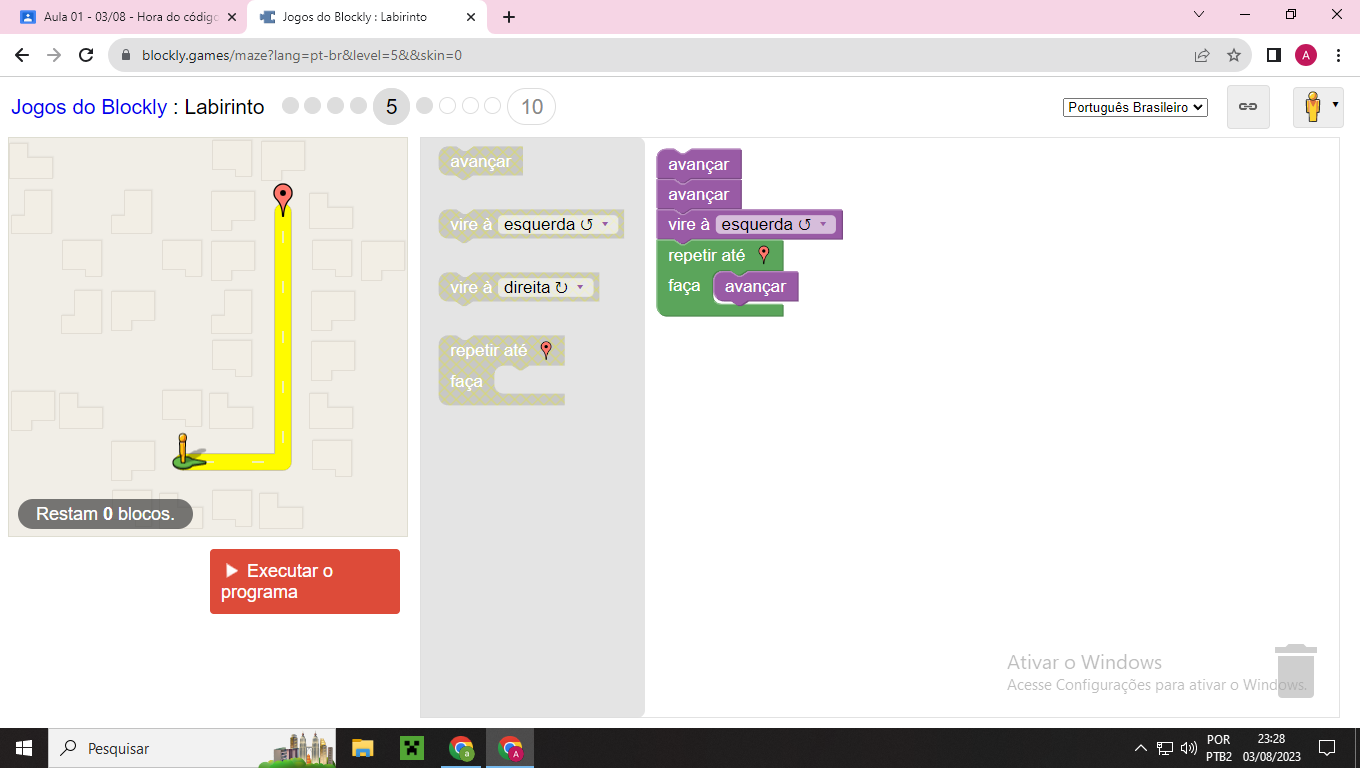 Aula 01 - 03/08 - Hora do código
Jogos do Blockly : Labirinto
blockly.games/maze?lang=pt-br&level=5&&skin=0
A
Jogos do Blockly : Labirinto
5
10
Português Brasileiro
avançar
vire à esquerda ↺
vire à direita ↻
repetir até
faça
avançar
avançar
vire à esquerda ↺
repetir até
faça avançar
Restam 0 blocos.
Executar o
programa
Ativar o Windows
Acesse Configurações para ativar o Windows.
Pesquisar
a
A
POR
PTB2
23:28
03/08/2023